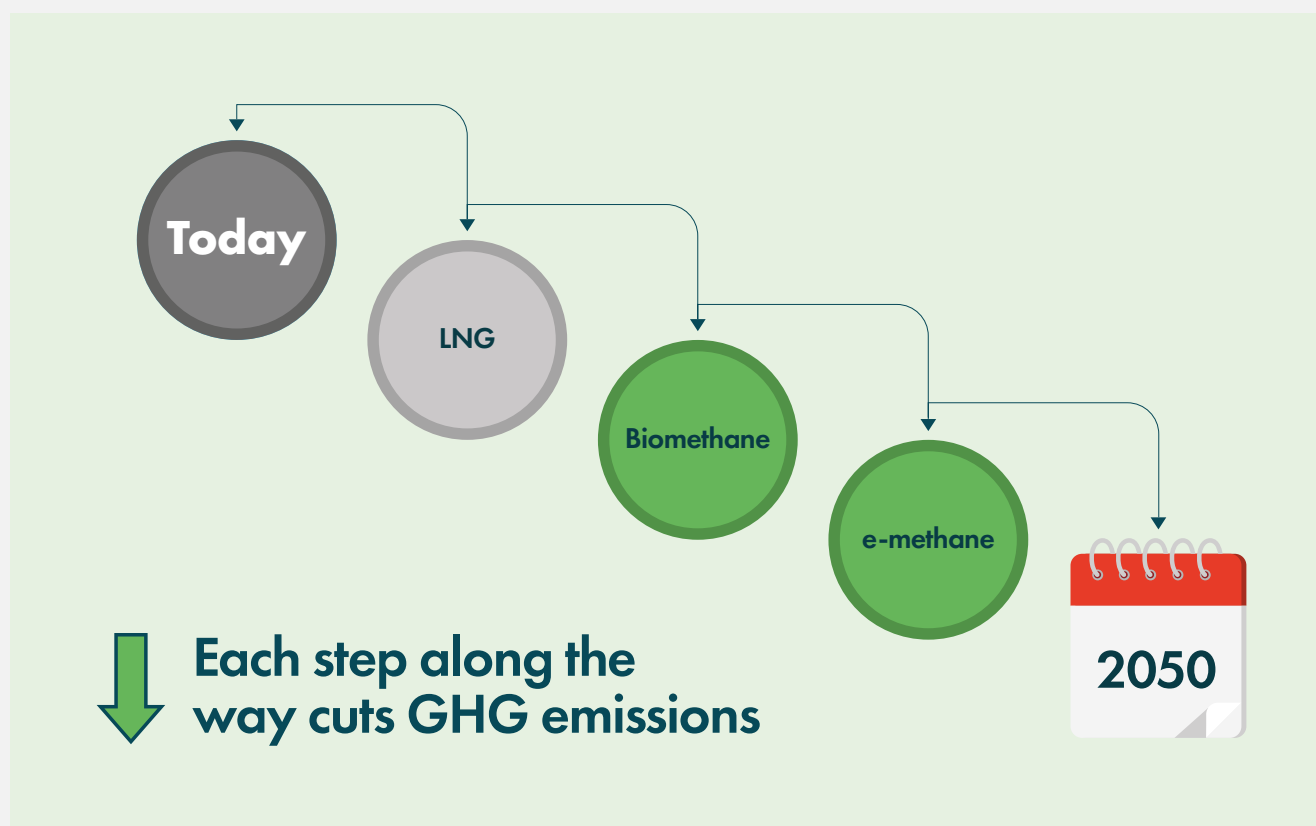 Today
LNG
Biomethane
e-methane
2050
Each step along the
way cuts GHG emissions